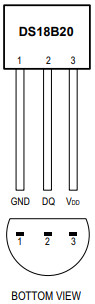 DS18B20
1 2 3
GND DQ VDD
1 2 3
BOTTOM VIEW